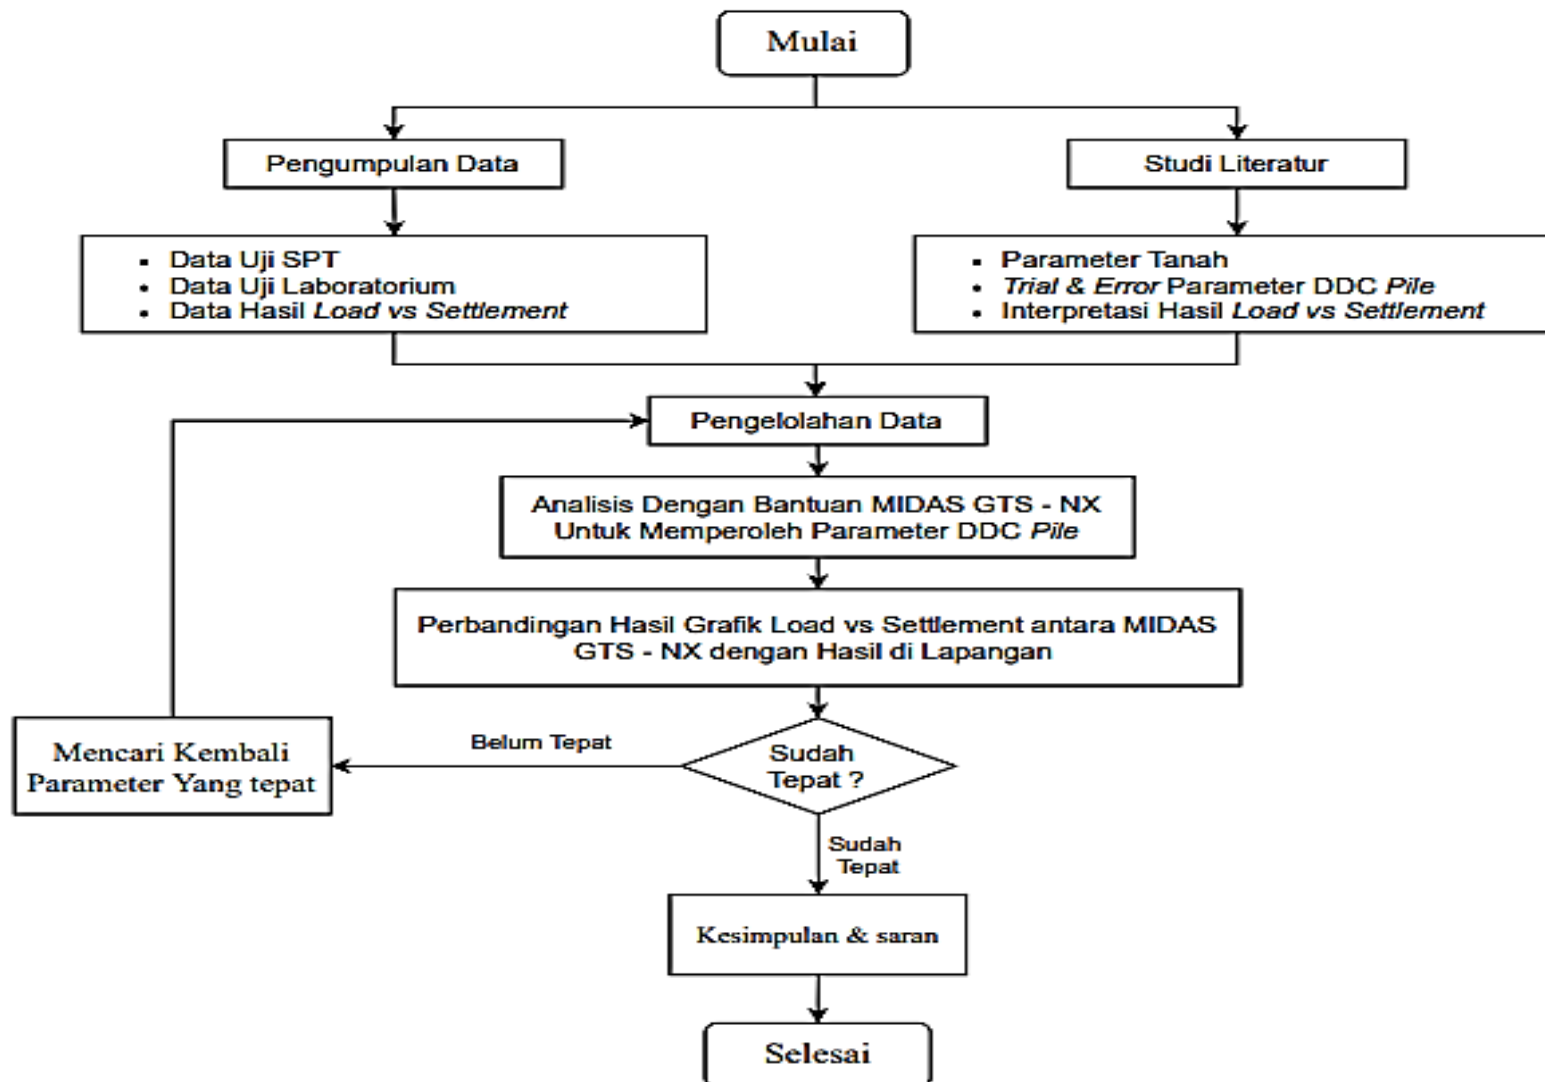 Mulai
Pengumpulan Data
Studi Literatur
• Data Uji SPT
• Data Uji Laboratorium
• Data Hasil Load vs Settlement
• Parameter Tanah
• Trial & Error Parameter DDC Pile
• Interpretasi Hasil Load vs Settlement
Pengelolahan Data
Analisis Dengan Bantuan MIDAS GTS - NX
Untuk Memperoleh Parameter DDC Pile
Perbandingan Hasil Grafik Load vs Settlement antara MIDAS
GTS - NX dengan Hasil di Lapangan
Sudah
Tepat ?
Belum Tepat
Mencari Kembali
Parameter Yang tepat
Sudah
Tepat
Kesimpulan & saran
Selesai